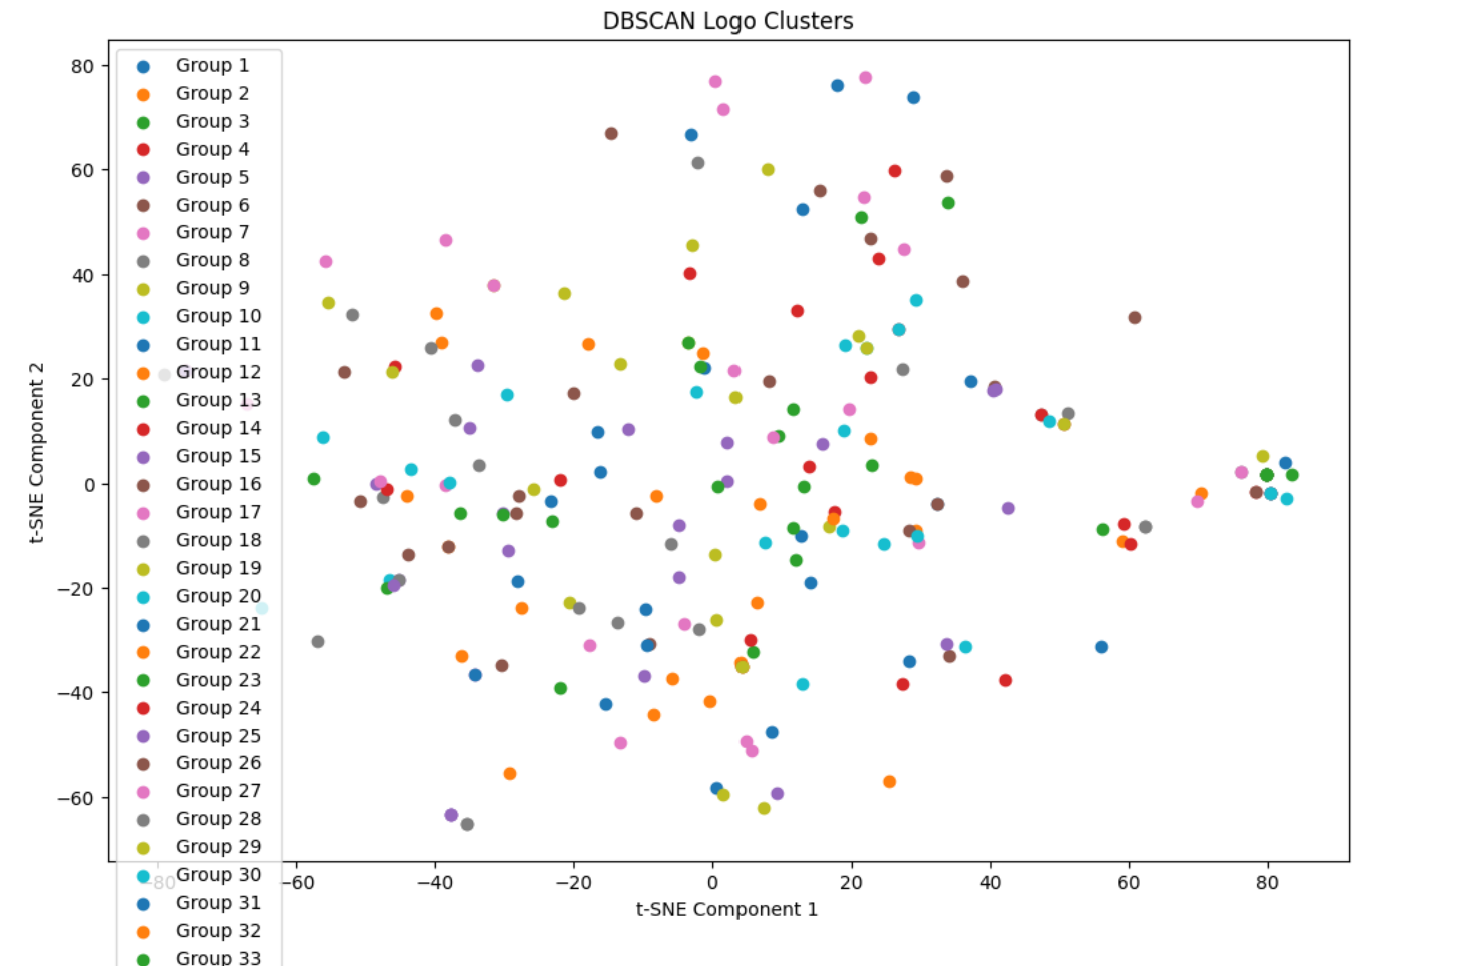 DBSCAN Logo Clusters
80
60
40
20
0
−20
−40
−60
t-SNE Component 2
Group 1
Group 2
Group 3
Group 4
Group 5
Group 6
Group 7
Group 8
Group 9
Group 10
Group 11
Group 12
Group 13
Group 14
Group 15
Group 16
Group 17
Group 18
Group 19
Group 20
Group 21
Group 22
Group 23
Group 24
Group 25
Group 26
Group 27
Group 28
Group 29
Group 30
Group 31
Group 32
Group 33
−80 −60 −40 −20 0 20 40 60 80
t-SNE Component 1